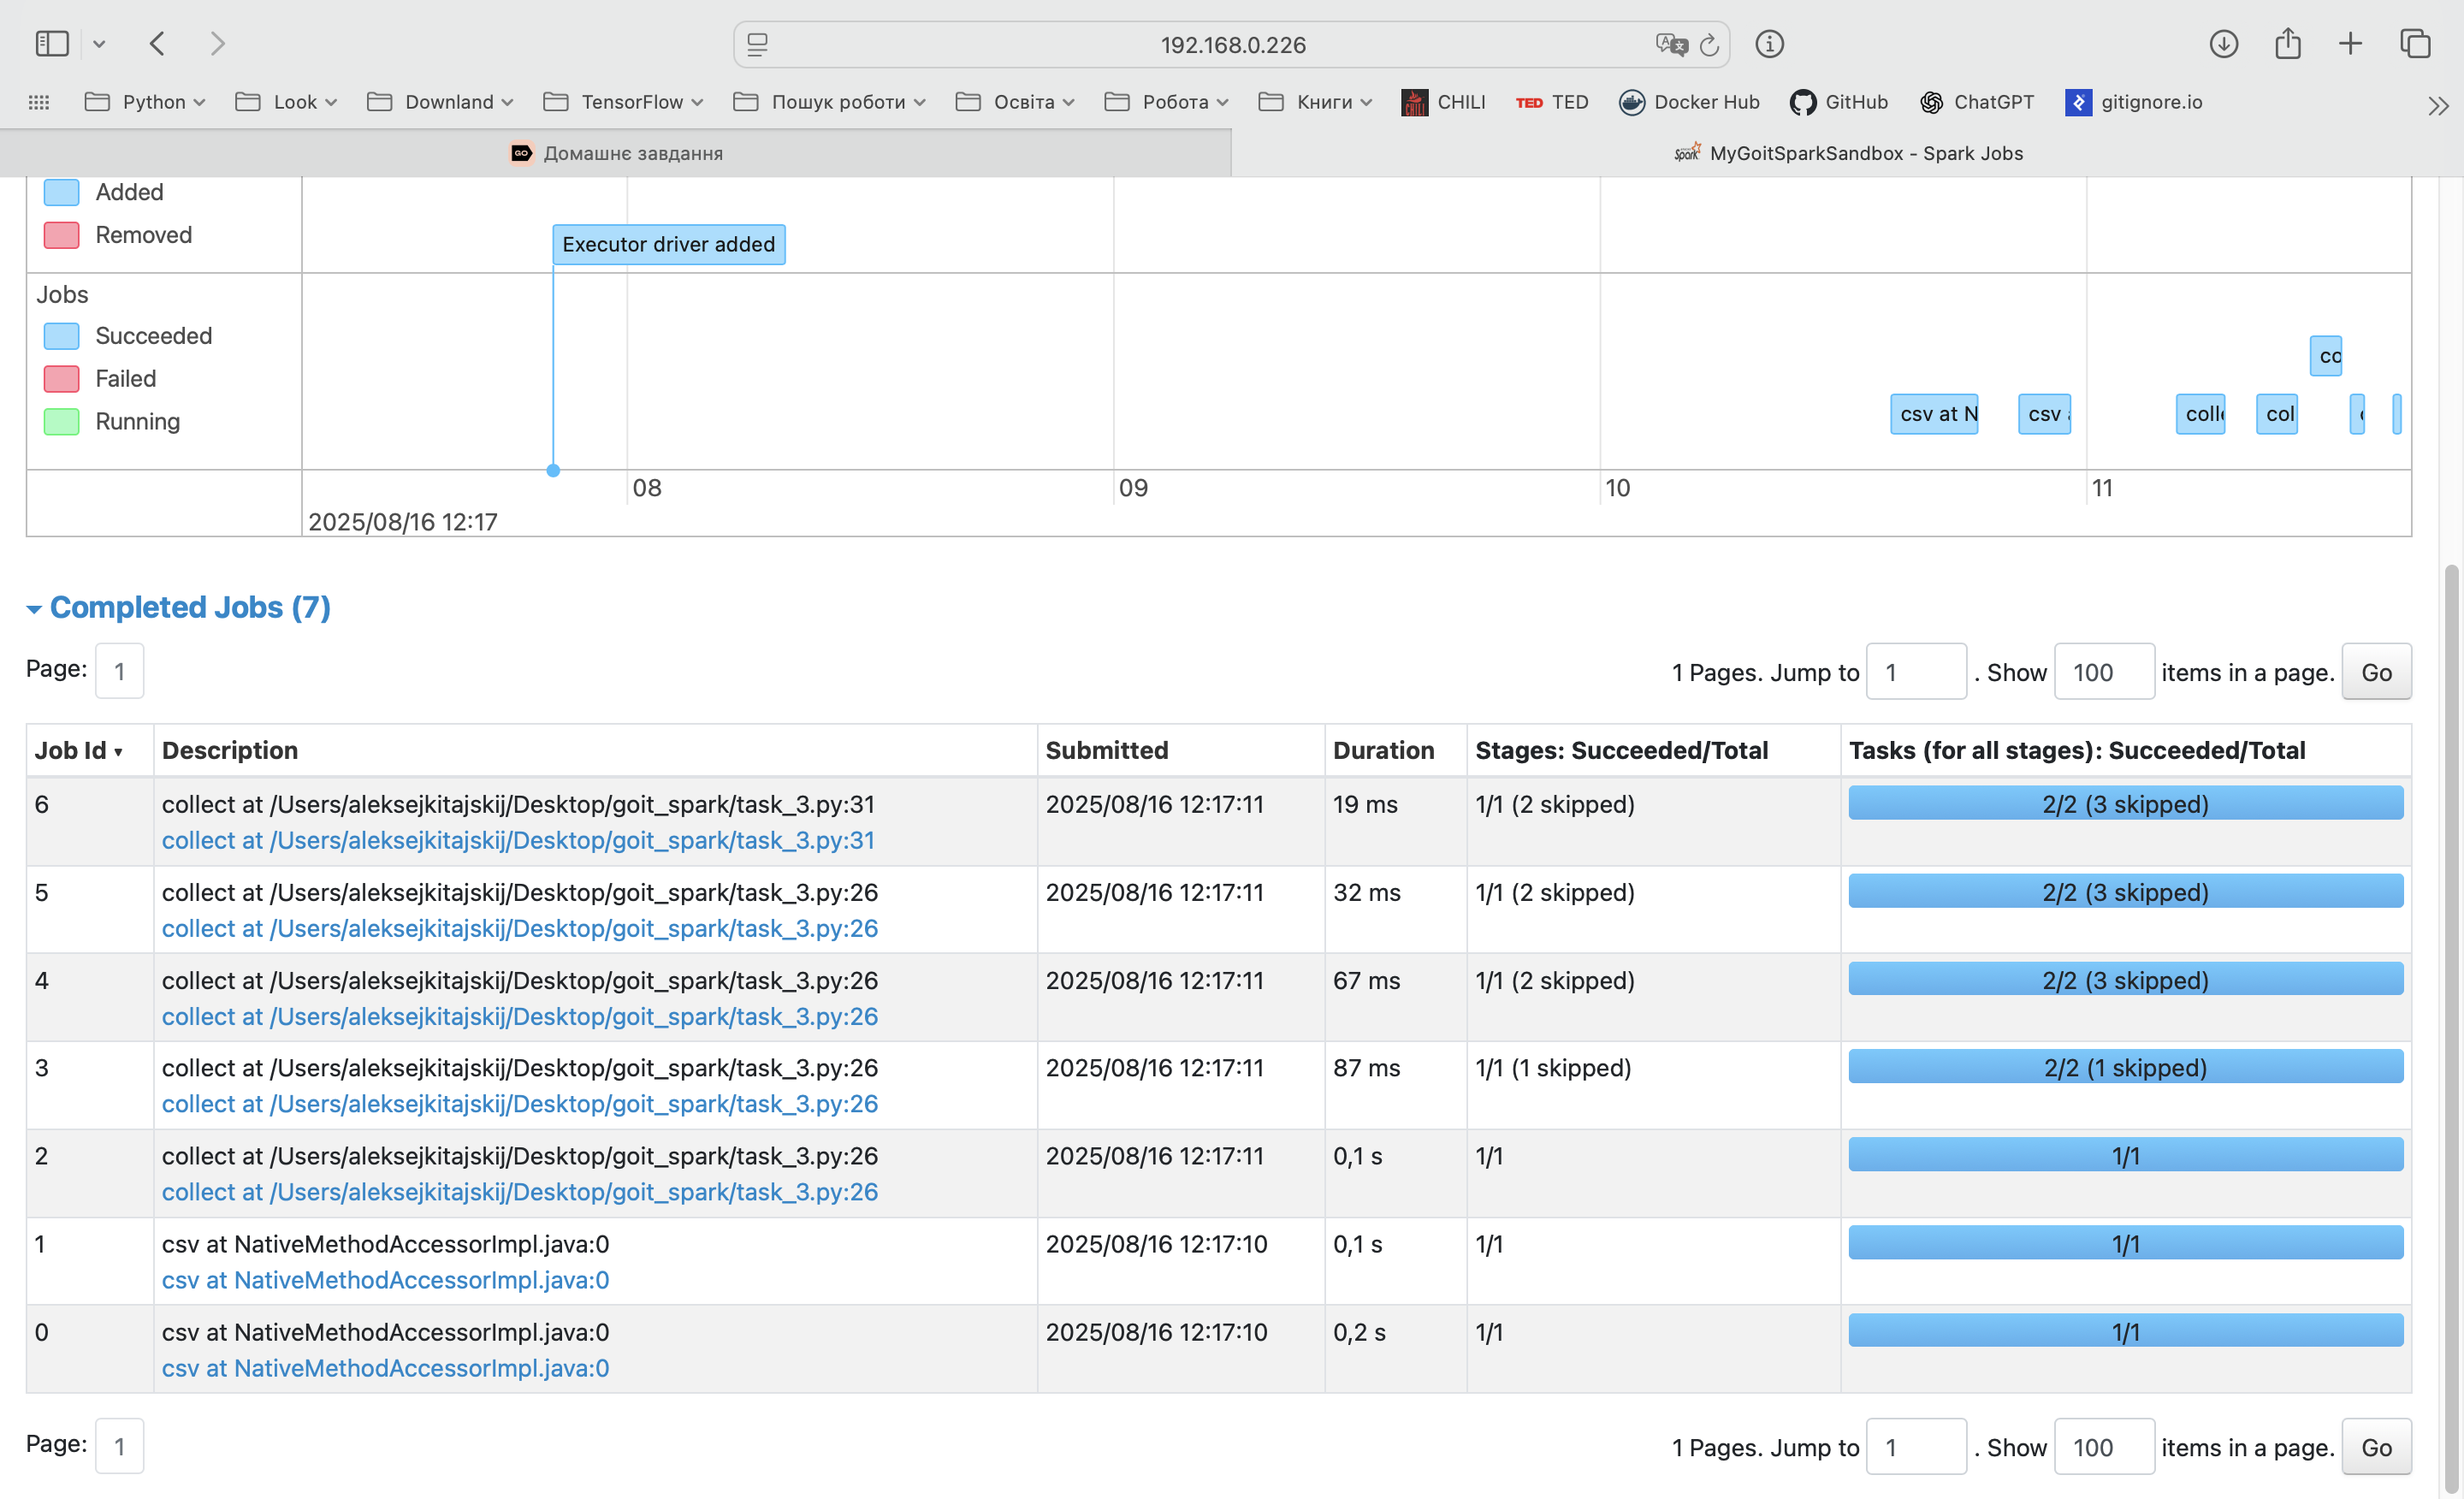 192.168.0.226
Python
Look
Downland
TensorFlow
Пошук роботи
Освіта
Робота
Книги
CHILI
TED TED
Docker Hub
GitHub
ChatGPT
gitignore.io
GO Домашнє завдання
Spark MyGoitSparkSandbox - Spark Jobs
Added
Removed
Executor driver added
Jobs
Succeeded
Failed
Running
co
csv at N
csv
coll
col
08
09
10
11
2025/08/16 12:17
Completed Jobs (7)
Page: 1
1 Pages. Jump to 1 . Show 100 items in a page. Go
Job Id ▾ Description Submitted Duration Stages: Succeeded/Total Tasks (for all stages): Succeeded/Total
6 collect at /Users/aleksejkitajskij/Desktop/goit_spark/task_3.py:31 2025/08/16 12:17:11 19 ms 1/1 (2 skipped) 2/2 (3 skipped)
collect at /Users/aleksejkitajskij/Desktop/goit_spark/task_3.py:31
5 collect at /Users/aleksejkitajskij/Desktop/goit_spark/task_3.py:26 2025/08/16 12:17:11 32 ms 1/1 (2 skipped) 2/2 (3 skipped)
collect at /Users/aleksejkitajskij/Desktop/goit_spark/task_3.py:26
4 collect at /Users/aleksejkitajskij/Desktop/goit_spark/task_3.py:26 2025/08/16 12:17:11 67 ms 1/1 (2 skipped) 2/2 (3 skipped)
collect at /Users/aleksejkitajskij/Desktop/goit_spark/task_3.py:26
3 collect at /Users/aleksejkitajskij/Desktop/goit_spark/task_3.py:26 2025/08/16 12:17:11 87 ms 1/1 (1 skipped) 2/2 (1 skipped)
collect at /Users/aleksejkitajskij/Desktop/goit_spark/task_3.py:26
2 collect at /Users/aleksejkitajskij/Desktop/goit_spark/task_3.py:26 2025/08/16 12:17:11 0,1 s 1/1 1/1
collect at /Users/aleksejkitajskij/Desktop/goit_spark/task_3.py:26
1 csv at NativeMethodAccessorImpl.java:0 2025/08/16 12:17:10 0,1 s 1/1 1/1
csv at NativeMethodAccessorImpl.java:0
0 csv at NativeMethodAccessorImpl.java:0 2025/08/16 12:17:10 0,2 s 1/1 1/1
csv at NativeMethodAccessorImpl.java:0
Page: 1
1 Pages. Jump to 1 . Show 100 items in a page. Go